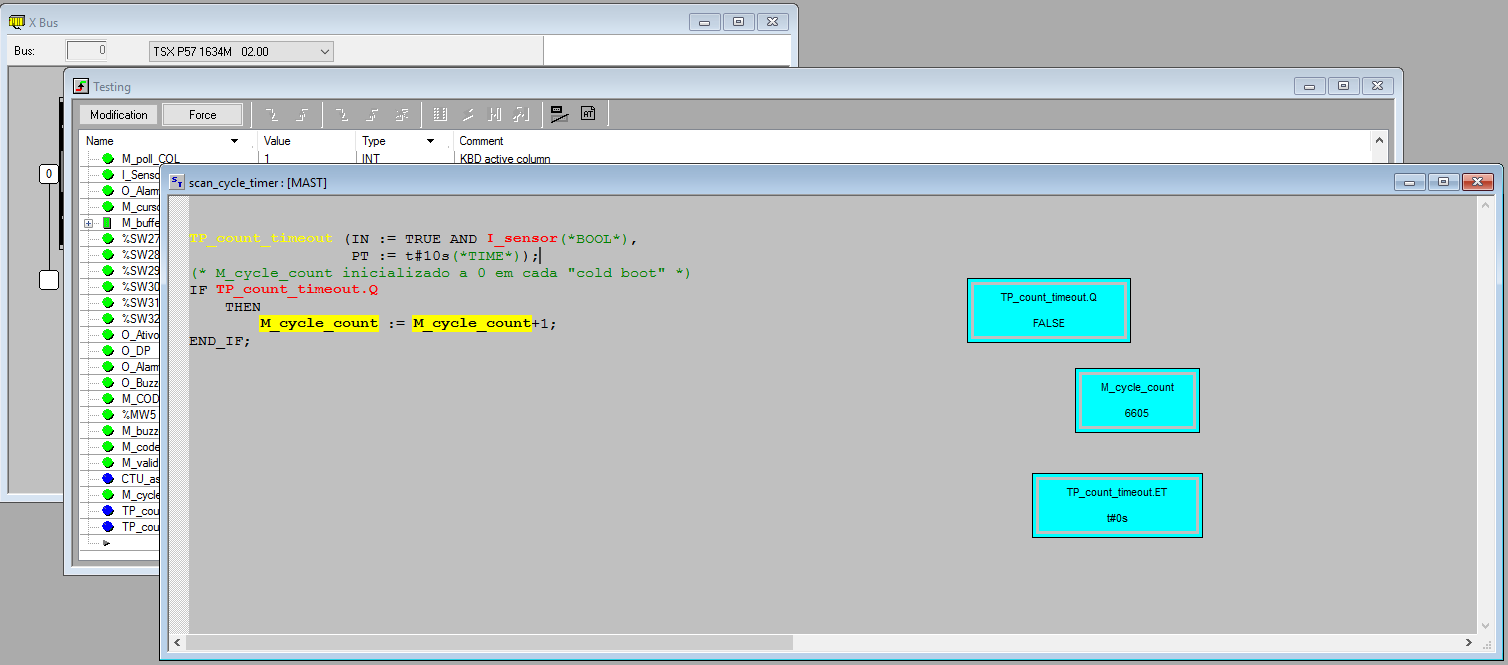 X Bus
Bus: 0 TSX P57 1634M 02.00
Testing
Modification Force
Name Value Type Comment
M_poll_COL 1 INT KBD active column
I_Senso
O_Alarm
M_curso
M_buffe
%SW27
%SW28
%SW29
%SW30
%SW31
%SW32
O_Ativo
O_DP
O_Alarm
O_Buzz
M_COD
%MW5
M_buzz
M_code
M_valid
CTU_as
M_cycle
TP_cou
TP_cou
0
scan_cycle_timer : [MAST]
TP_count_timeout (IN := TRUE AND I_sensor(*BOOL*),
PT := t#10s(*TIME*));
(* M_cycle_count inicializado a 0 em cada "cold boot" *)
IF TP_count_timeout.Q
THEN
M_cycle_count := M_cycle_count+1;
END_IF;
TP_count_timeout.Q
FALSE
M_cycle_count
6605
TP_count_timeout.ET
t#0s